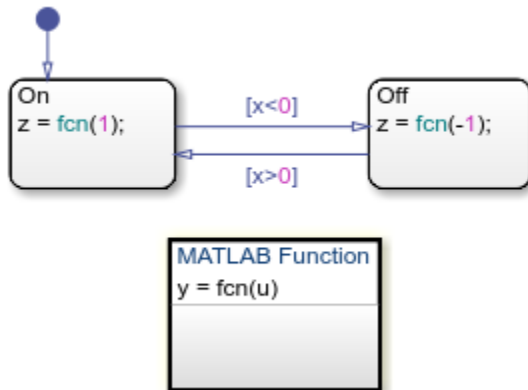 On
z = fcn(1);
[x<0]
Off
z = fcn(-1);
[x>0]
MATLAB Function
y = fcn(u)